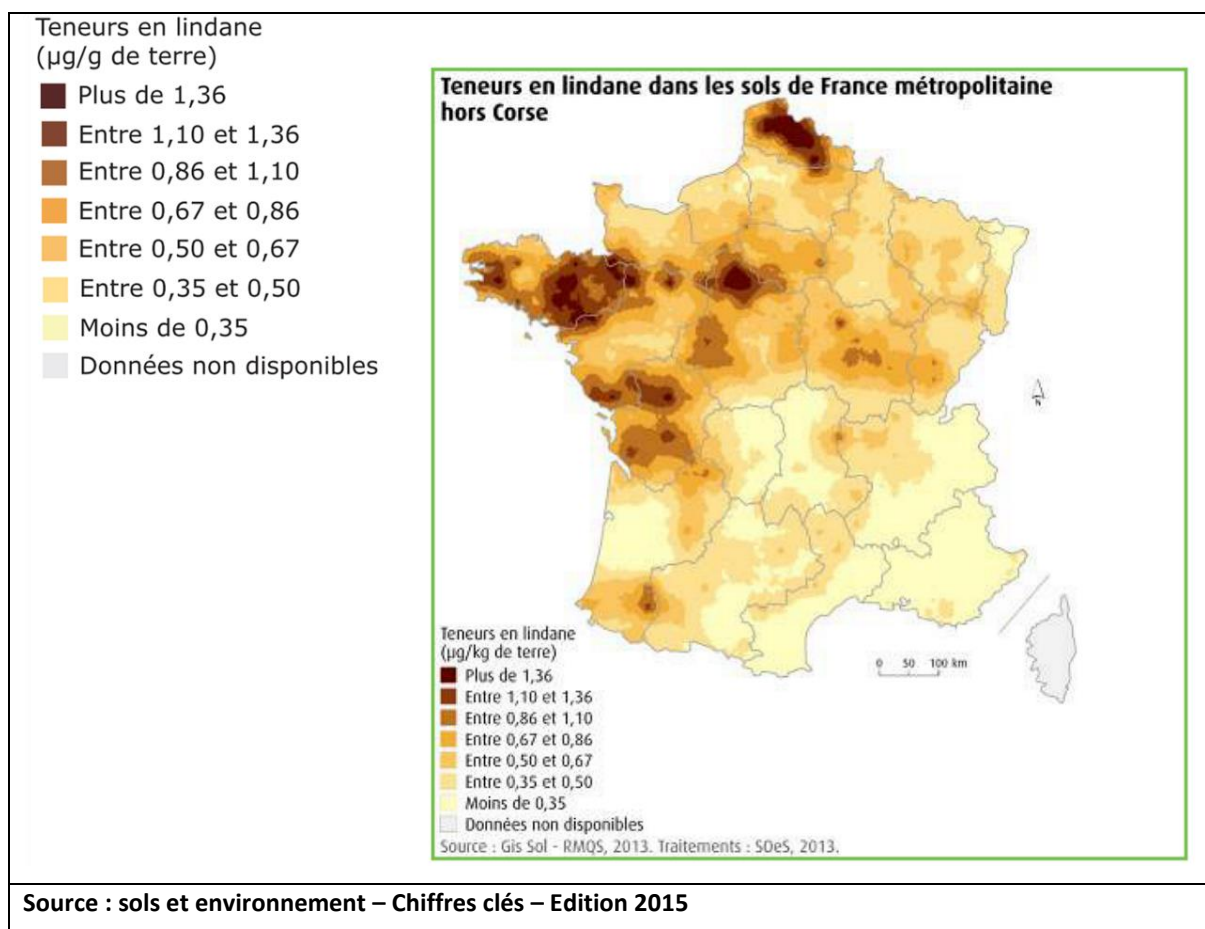 Teneurs en lindane
(µg/g de terre)
Plus de 1,36
Entre 1,10 et 1,36
Entre 0,86 et 1,10
Entre 0,67 et 0,86
Entre 0,50 et 0,67
Entre 0,35 et 0,50
Moins de 0,35
Données non disponibles
Teneurs en lindane dans les sols de France métropolitaine
hors Corse
N
0 50 100 km
Teneurs en lindane
(µg/kg de terre)
Plus de 1,36
Entre 1,10 et 1,36
Entre 0,86 et 1,10
Entre 0,67 et 0,86
Entre 0,50 et 0,67
Entre 0,35 et 0,50
Moins de 0,35
Données non disponibles
Source : Gis Sol - RMQS, 2013. Traitements : SOeS, 2013.
Source : sols et environnement – Chiffres clés – Edition 2015